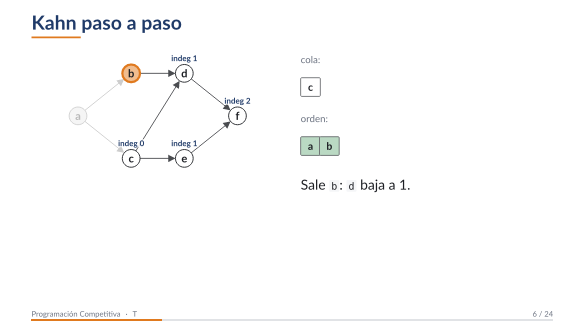 Kahn paso a paso
indeg 1
b
d
indeg 2
a
f
indeg 0
indeg 1
c
e
cola:
c
orden:
a b
Sale b: d baja a 1.
Programación Competitiva · T
6 / 24